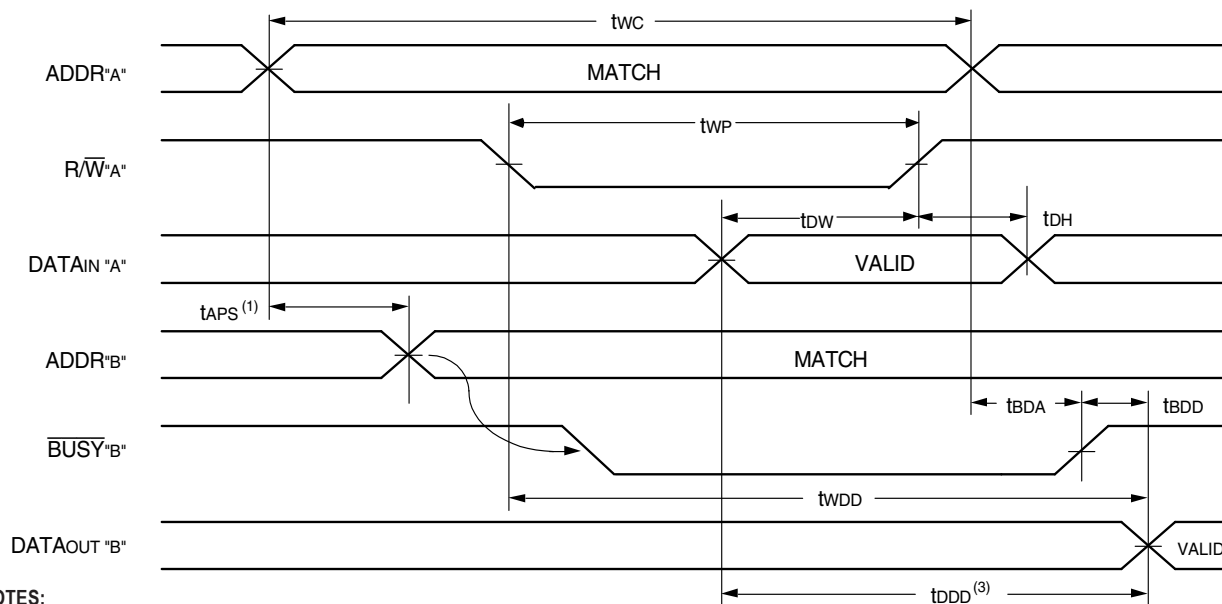 tWC
ADDR"A"
MATCH
tWP
R/W̅"A"
tDW
tDH
DATAIN "A"
VALID
tAPS (1)
ADDR"B"
MATCH
tBDA
tBDD
B̅U̅S̅Y̅"B"
tWDD
DATAOUT "B"
VALID
OTES:
tDDD (3)